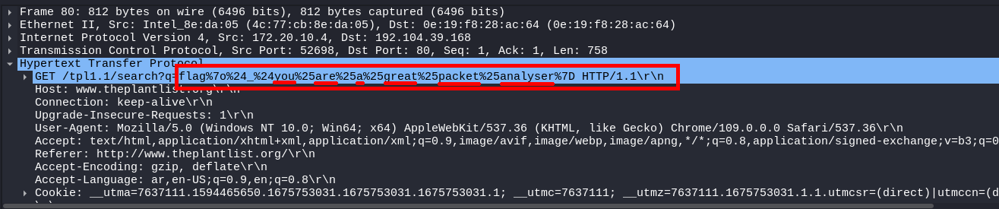 Frame 80: 812 bytes on wire (6496 bits), 812 bytes captured (6496 bits)
Ethernet II, Src: Intel_8e:da:05 (4c:77:cb:8e:da:05), Dst: 0e:19:f8:28:ac:64 (0e:19:f8:28:ac:64)
Internet Protocol Version 4, Src: 172.20.10.4, Dst: 192.104.39.168
Transmission Control Protocol, Src Port: 52698, Dst Port: 80, Seq: 1, Ack: 1, Len: 758
Hypertext Transfer Protocol
GET /tpl1.1/search?q=flag%7o%24_%24you%25are%25a%25great%25packet%25analyser%7D HTTP/1.1\r\n
Host: www.theplantlist.org\r\n
Connection: keep-alive\r\n
Upgrade-Insecure-Requests: 1\r\n
User-Agent: Mozilla/5.0 (Windows NT 10.0; Win64; x64) AppleWebKit/537.36 (KHTML, like Gecko) Chrome/109.0.0.0 Safari/537.36\r\n
Accept: text/html,application/xhtml+xml,application/xml;q=0.9,image/avif,image/webp,image/apng,*/*;q=0.8,application/signed-exchange;v=b3;q=0
Referer: http://www.theplantlist.org/\r\n
Accept-Encoding: gzip, deflate\r\n
Accept-Language: ar,en-US;q=0.9,en;q=0.8\r\n
Cookie: __utma=7637111.1594465650.1675753031.1675753031.1675753031.1; __utmc=7637111; __utmz=7637111.1675753031.1.1.utmcsr=(direct)|utmccn=(d